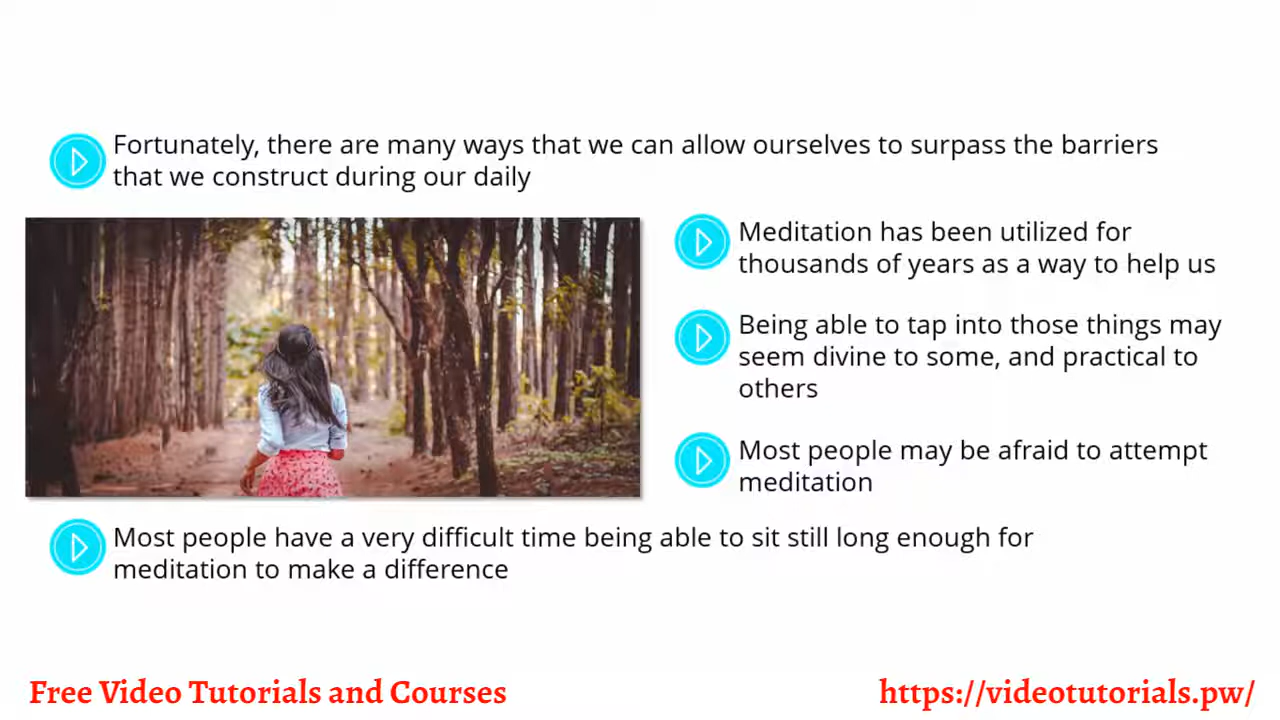 Fortunately, there are many ways that we can allow ourselves to surpass the barriers
that we construct during our daily
Meditation has been utilized for
thousands of years as a way to help us
Being able to tap into those things may
seem divine to some, and practical to
others
Most people may be afraid to attempt
meditation
Most people have a very difficult time being able to sit still long enough for
meditation to make a difference
Free Video Tutorials and Courses
https://videotutorials.pw/